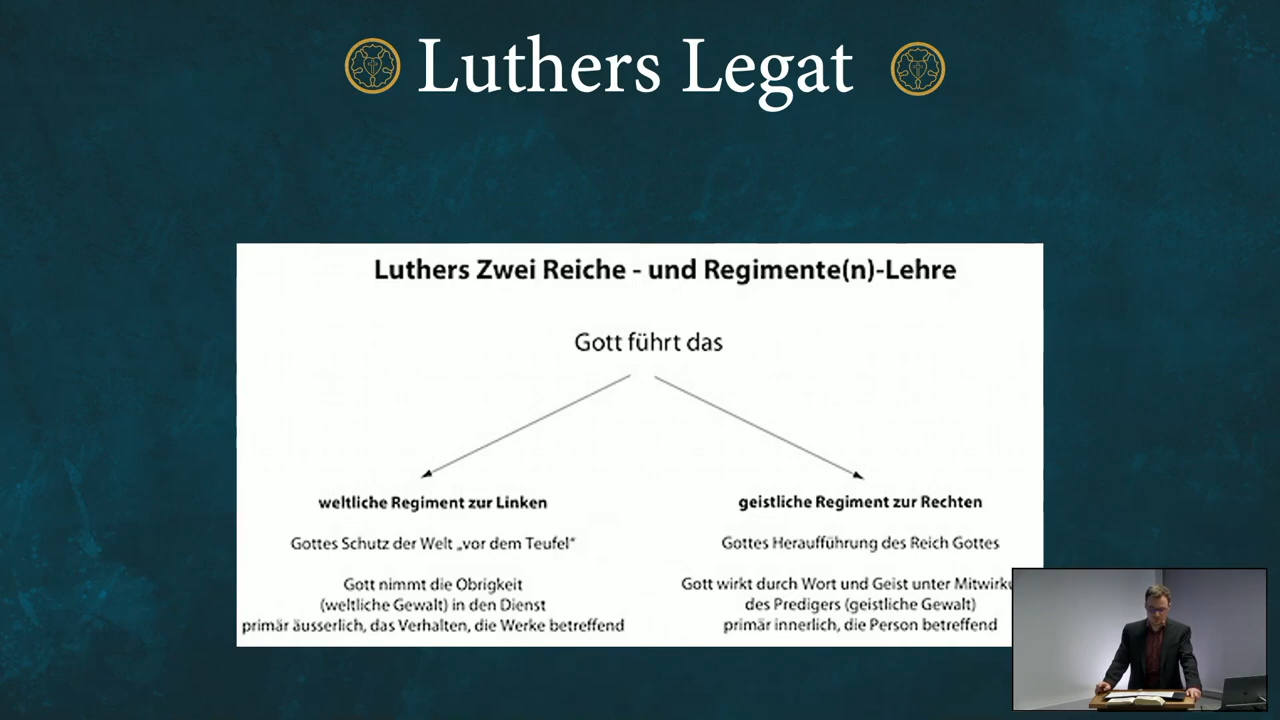 Luthers Legat
Luthers Zwei Reiche - und Regimente(n)-Lehre
Gott führt das
weltliche Regiment zur Linken
Gottes Schutz der Welt „vor dem Teufel“
Gott nimmt die Obrigkeit
(weltliche Gewalt) in den Dienst
primär äusserlich, das Verhalten, die Werke betreffend
geistliche Regiment zur Rechten
Gottes Heraufführung des Reich Gottes
Gott wirkt durch Wort und Geist unter
des Predigers (geistliche Gewalt)
primär innerlich, die Person betreffend